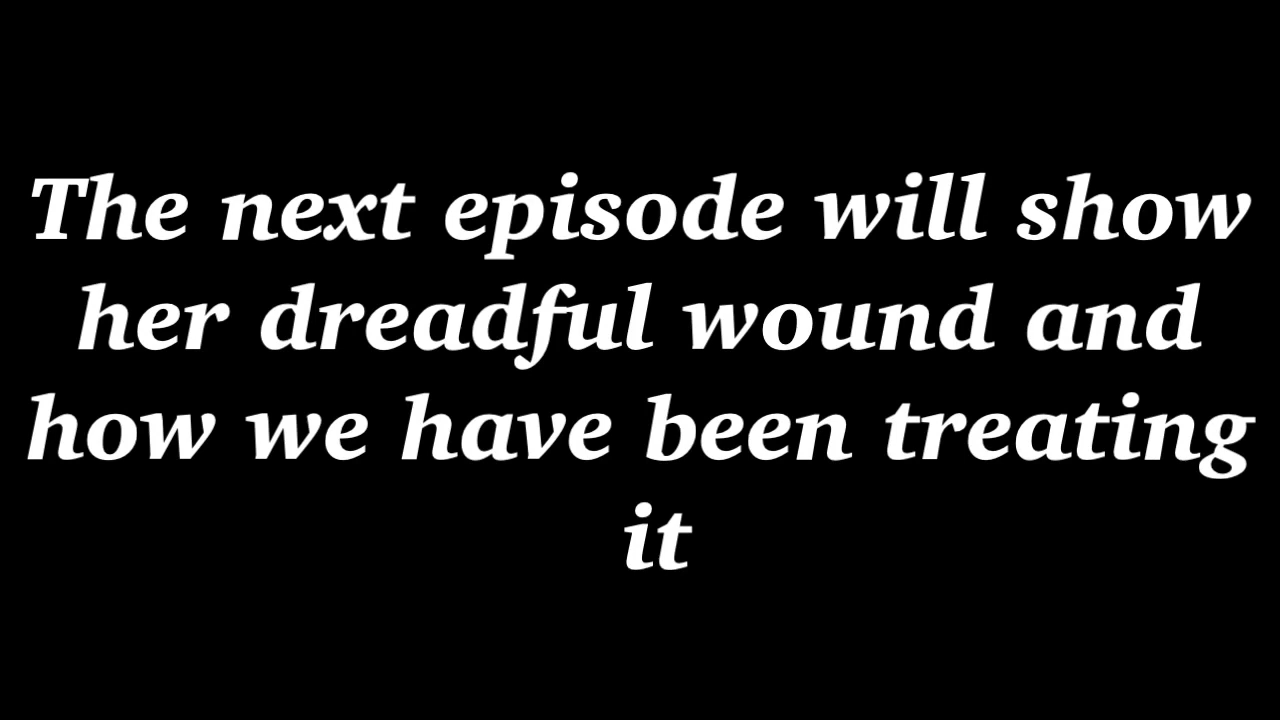 The next episode will show
her dreadful wound and
how we have been treating
it